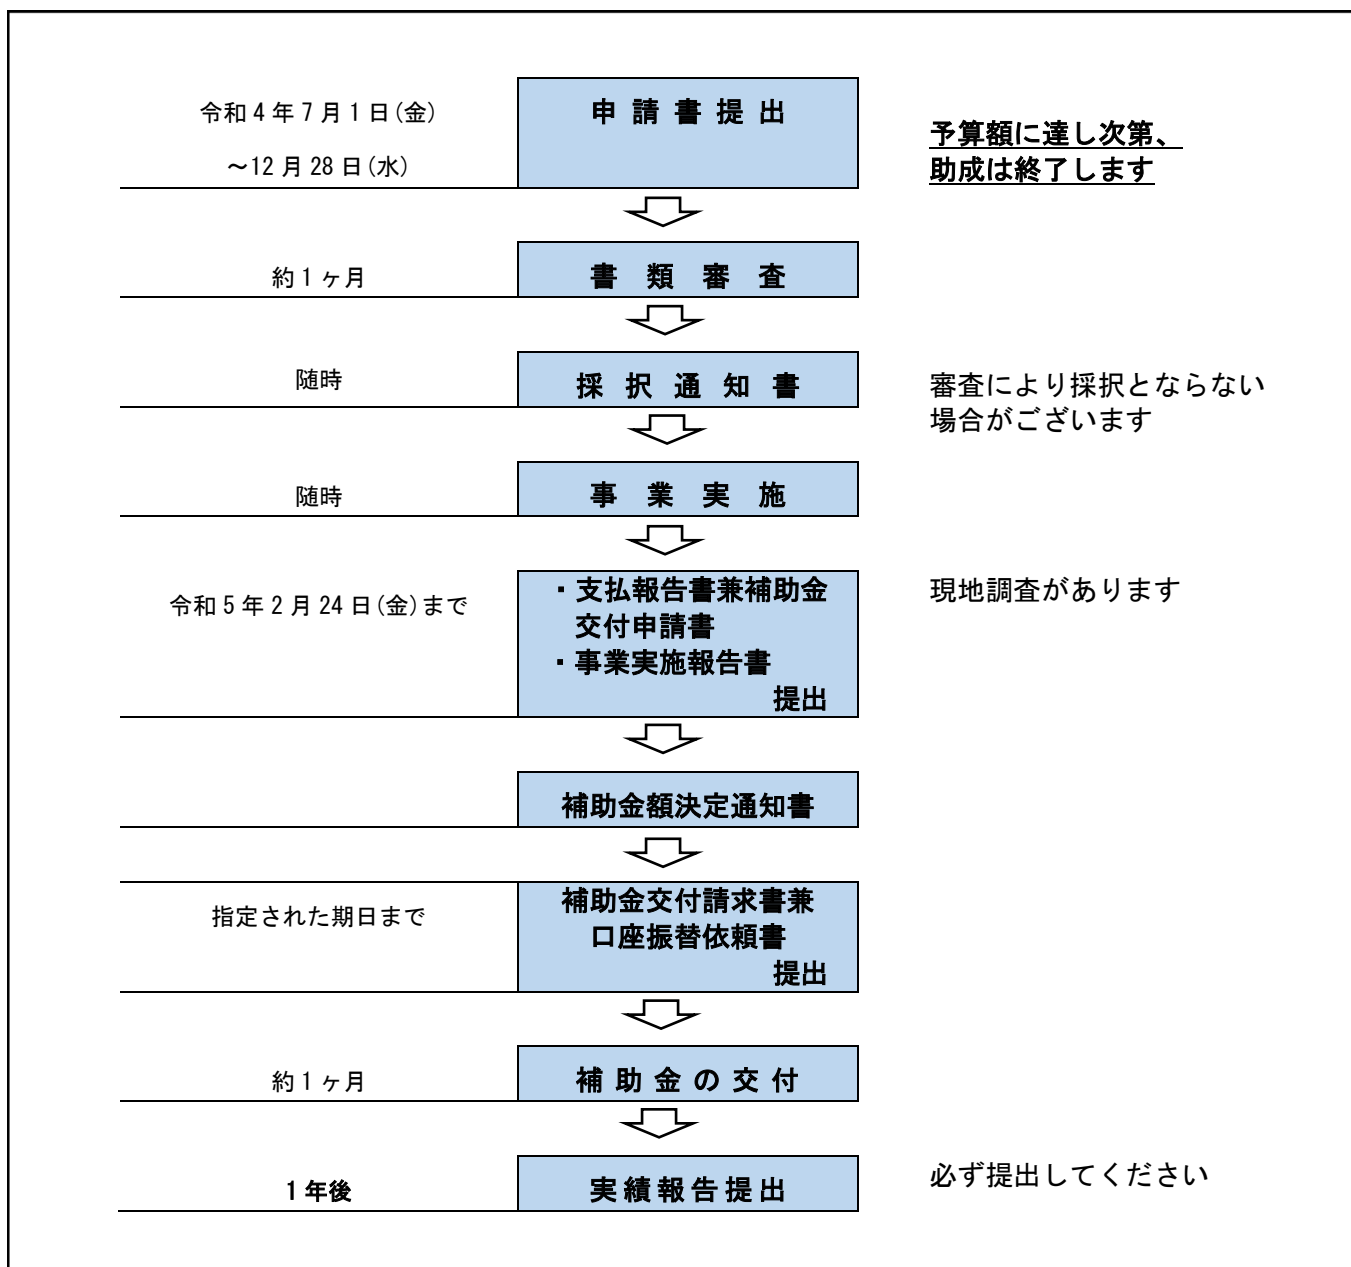 令和4年7月1日(金)
～12月28日(水)
申請書提出
予算額に達し次第、
助成は終了します
約1ヶ月
書類審査
随時
採択通知書
審査により採択とならない
場合がございます
随時
事業実施
令和5年2月24日(金)まで
・支払報告書兼補助金
交付申請書
・事業実施報告書
提出
現地調査があります
補助金額決定通知書
指定された期日まで
補助金交付請求書兼
口座振替依頼書
提出
約1ヶ月
補助金の交付
1年後
実績報告提出
必ず提出してください